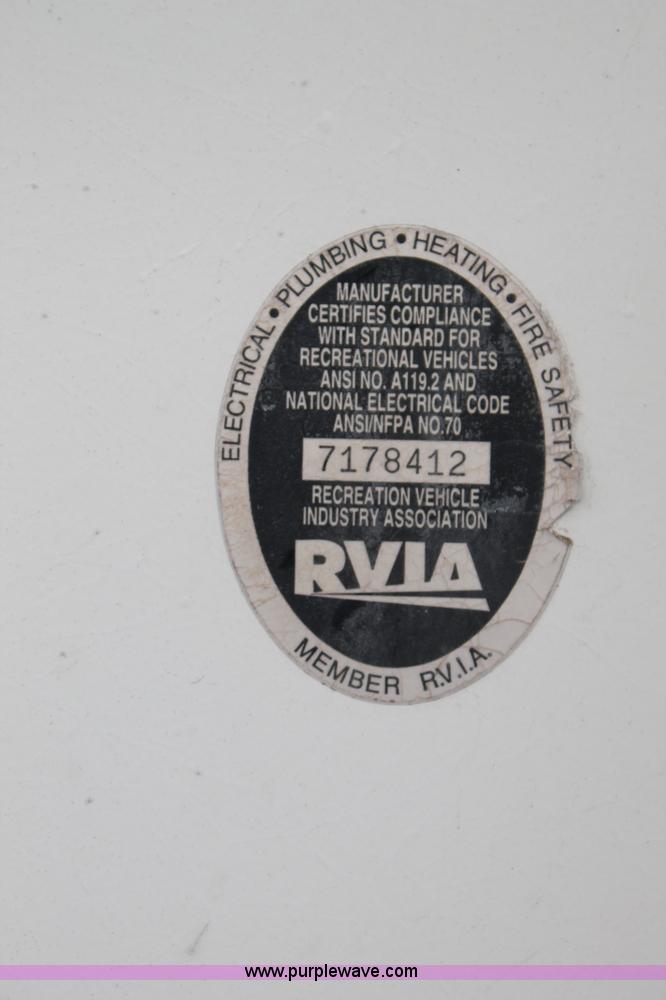 ELECTRICAL • PLUMBING • HEATING • FIRE SAFETY
MANUFACTURER
CERTIFIES COMPLIANCE
WITH STANDARD FOR
RECREATIONAL VEHICLES
ANSI NO. A119.2 AND
NATIONAL ELECTRICAL CODE
ANSI/NFPA NO.70
7178412
RECREATION VEHICLE
INDUSTRY ASSOCIATION
RVIA
MEMBER R.V.I.A.
www.purplewave.com